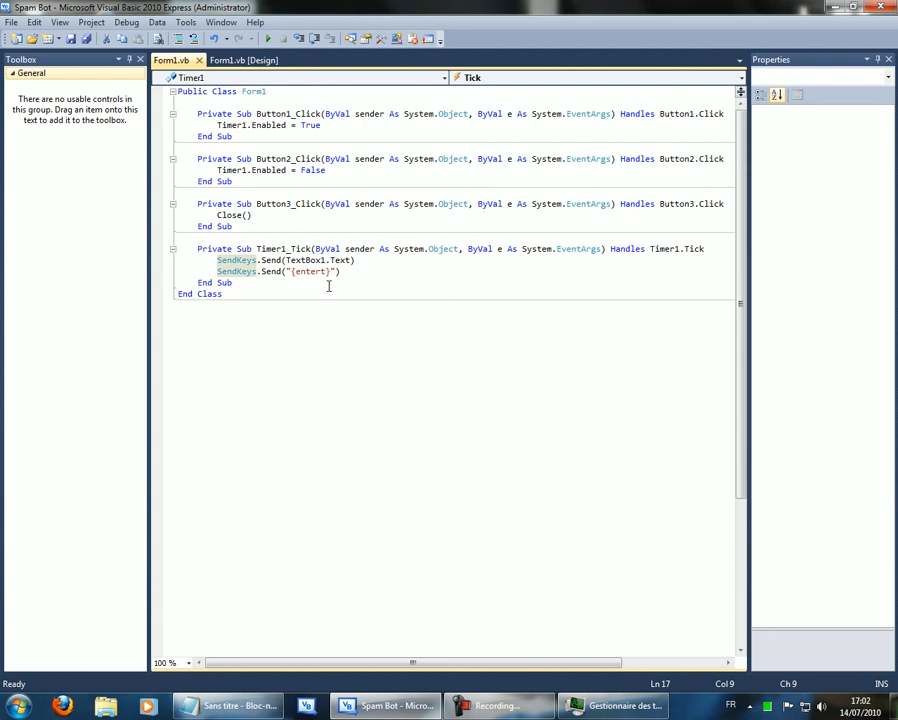 Spam Bot - Microsoft Visual Basic 2010 Express (Administrator)
File Edit View Project Debug Data Tools Window Help
Toolbox
General
There are no usable controls in
this group. Drag an item onto this
text to add it to the toolbox.
Form1.vb
Form1.vb [Design]
Timer1
Tick
Public Class Form1
Private Sub Button1_Click(ByVal sender As System.Object, ByVal e As System.EventArgs) Handles Button1.Click
Timer1.Enabled = True
End Sub
Private Sub Button2_Click(ByVal sender As System.Object, ByVal e As System.EventArgs) Handles Button2.Click
Timer1.Enabled = False
End Sub
Private Sub Button3_Click(ByVal sender As System.Object, ByVal e As System.EventArgs) Handles Button3.Click
Close()
End Sub
Private Sub Timer1_Tick(ByVal sender As System.Object, ByVal e As System.EventArgs) Handles Timer1.Tick
SendKeys.Send(TextBox1.Text)
SendKeys.Send("{entert}")
End Sub
End Class
Properties
100 %
Ready
Ln 17 Col 9 Ch 9 INS
Sans titre - Bloc-n...
Spam Bot - Micro...
Recording...
Gestionnaire des t...
FR
17:02
14/07/2010